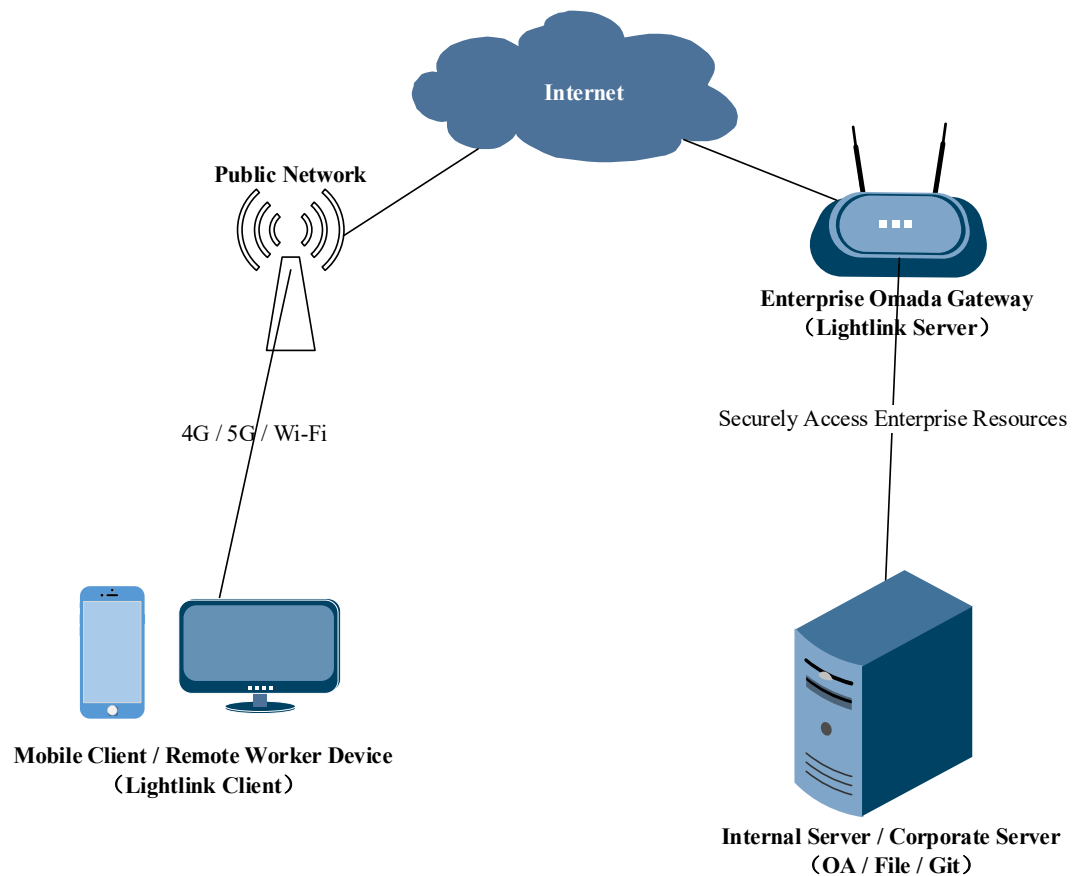 Internet
Public Network
Enterprise Omada Gateway
（Lightlink Server）
4G / 5G / Wi-Fi
Securely Access Enterprise Resources
Mobile Client / Remote Worker Device
（Lightlink Client）
Internal Server / Corporate Server
（OA / File / Git）